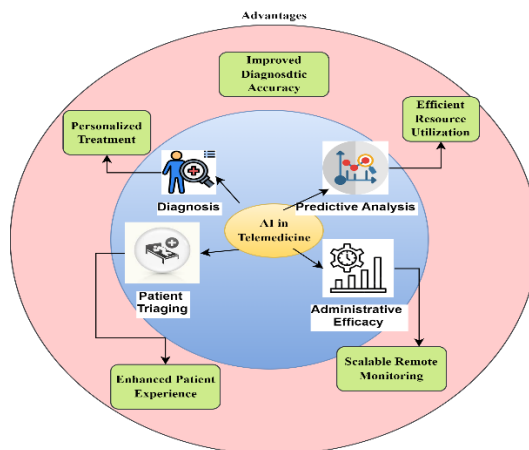 Advantages
Improved
Diagnosdtic
Accuracy
Efficient
Resource
Utilization
Personalized
Treatment
Diagnosis
Predictive Analysis
AI in
Telemedicine
Patient
Triaging
Administrative
Efficacy
Enhanced Patient
Experience
Scalable Remote
Monitoring